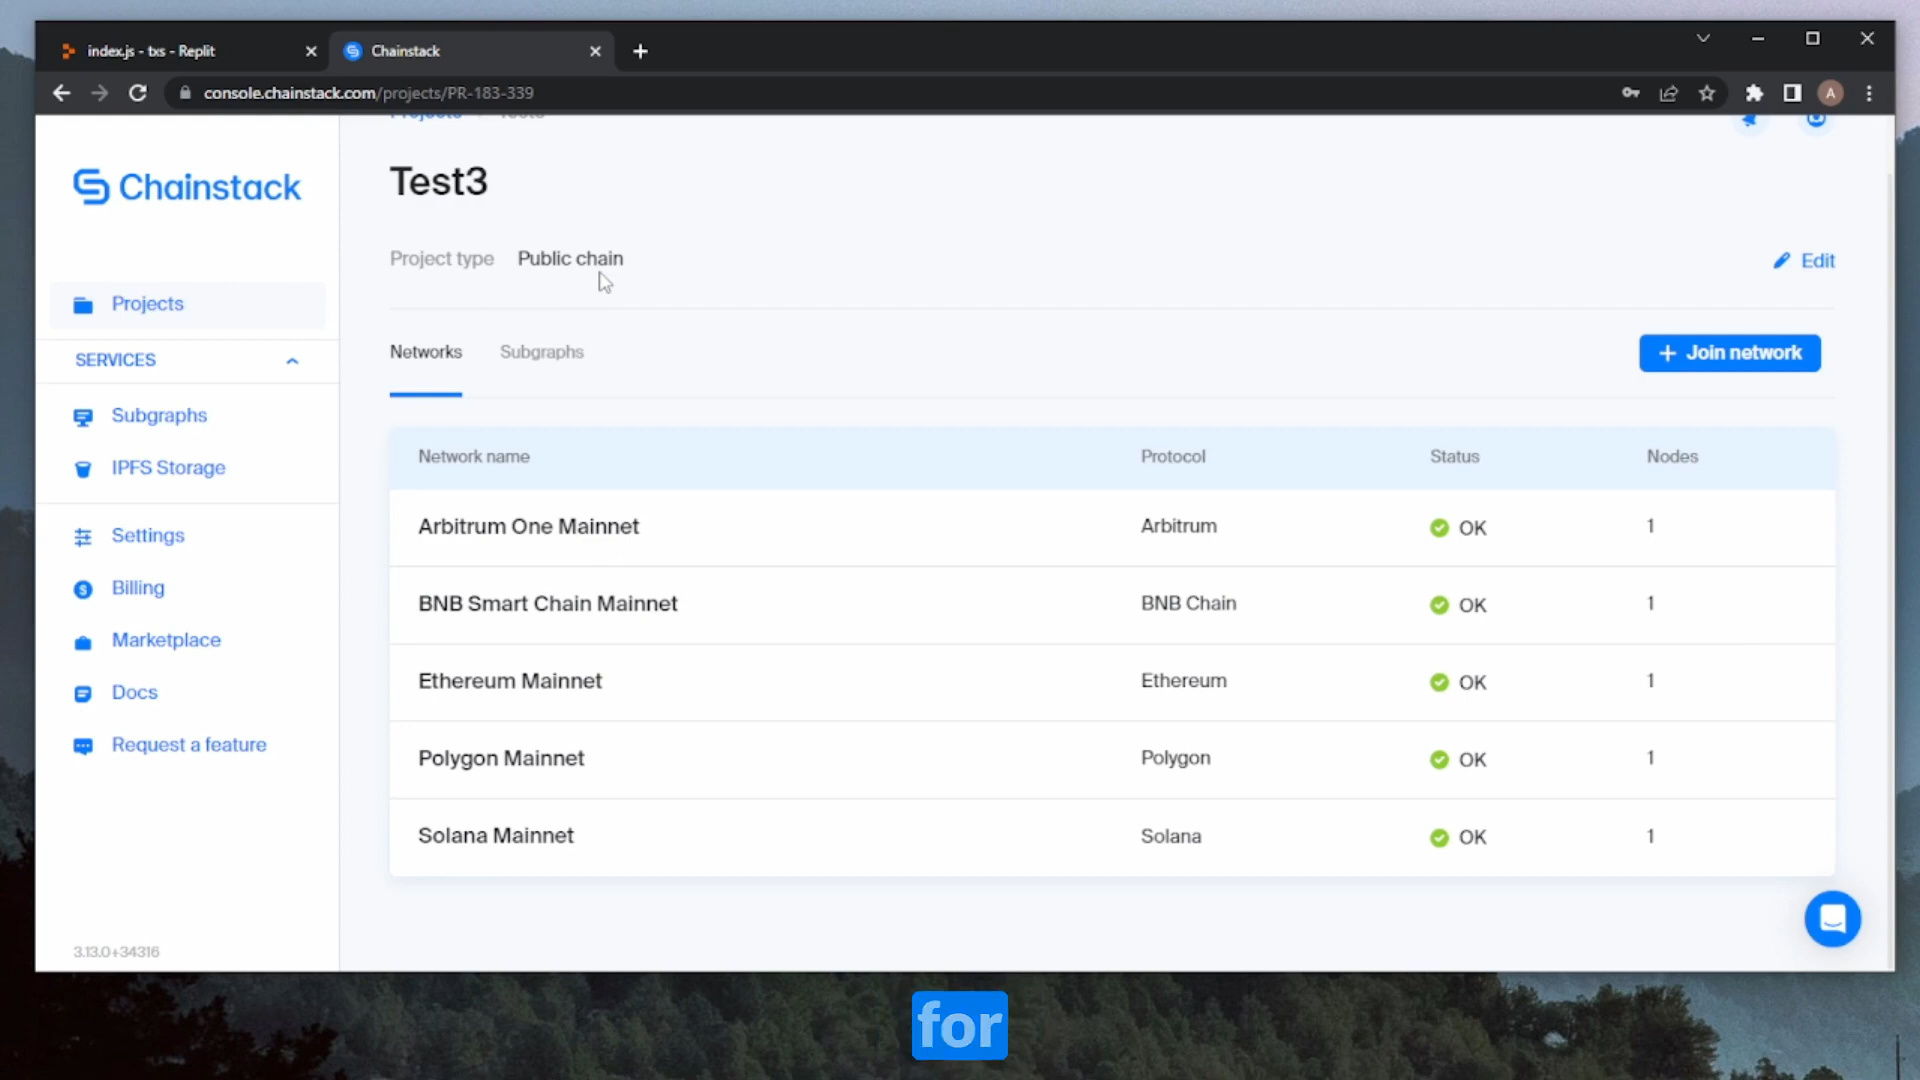 index.js - txs - Replit
Chainstack
console.chainstack.com/projects/PR-183-339
A
Chainstack
Projects
SERVICES
Subgraphs
IPFS Storage
Settings
Billing
Marketplace
Docs
Request a feature
3.13.0+34316
Projects
Test3
Project type Public chain
Edit
Networks Subgraphs
+ Join network
Network name Protocol Status Nodes
Arbitrum One Mainnet Arbitrum OK 1
BNB Smart Chain Mainnet BNB Chain OK 1
Ethereum Mainnet Ethereum OK 1
Polygon Mainnet Polygon OK 1
Solana Mainnet Solana OK 1
for